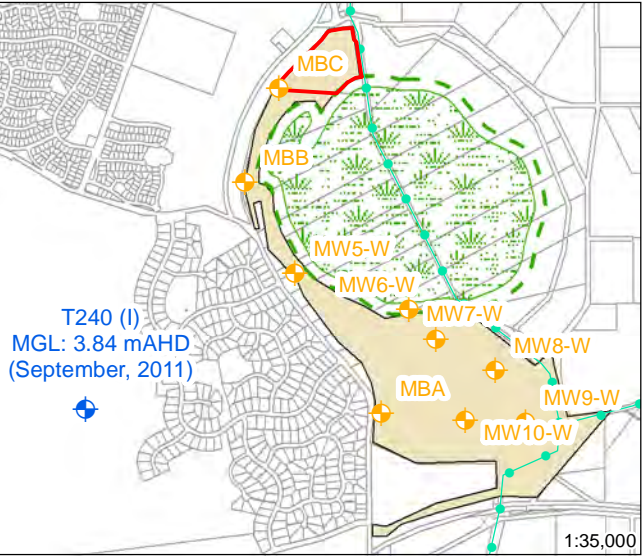 MBC
MBB
MW5-W
MW6-W
MW7-W
T240 (I)
MGL: 3.84 mAHD
(September, 2011)
MW8-W
MBA
MW9-W
MW10-W
1:35,000